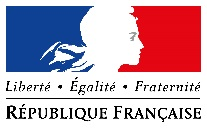 Liberté • Égalité • Fraternité
RÉPUBLIQUE FRANÇAISE